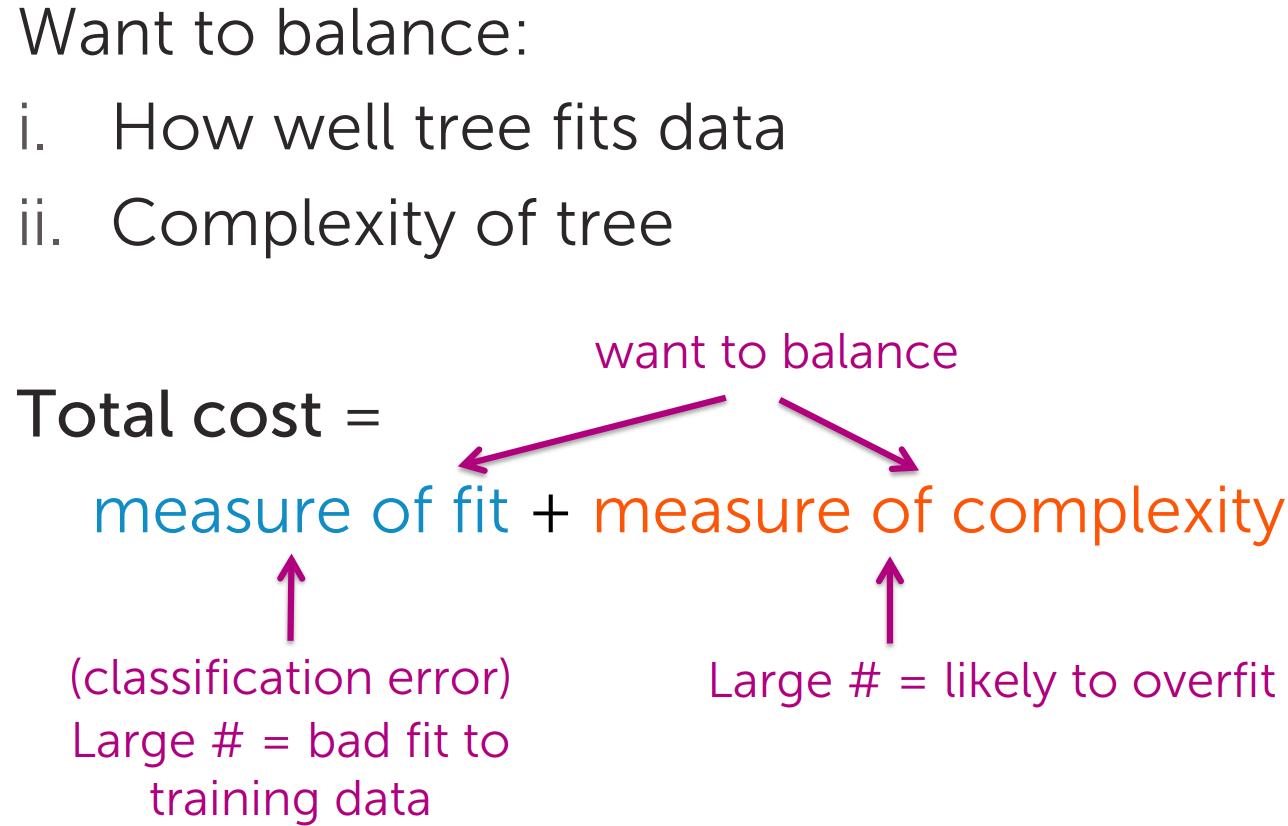 Want to balance:
i. How well tree fits data
ii. Complexity of tree
want to balance
Total cost =
measure of fit + measure of complexity
(classification error)
Large # = bad fit to
training data
Large # = likely to overfit